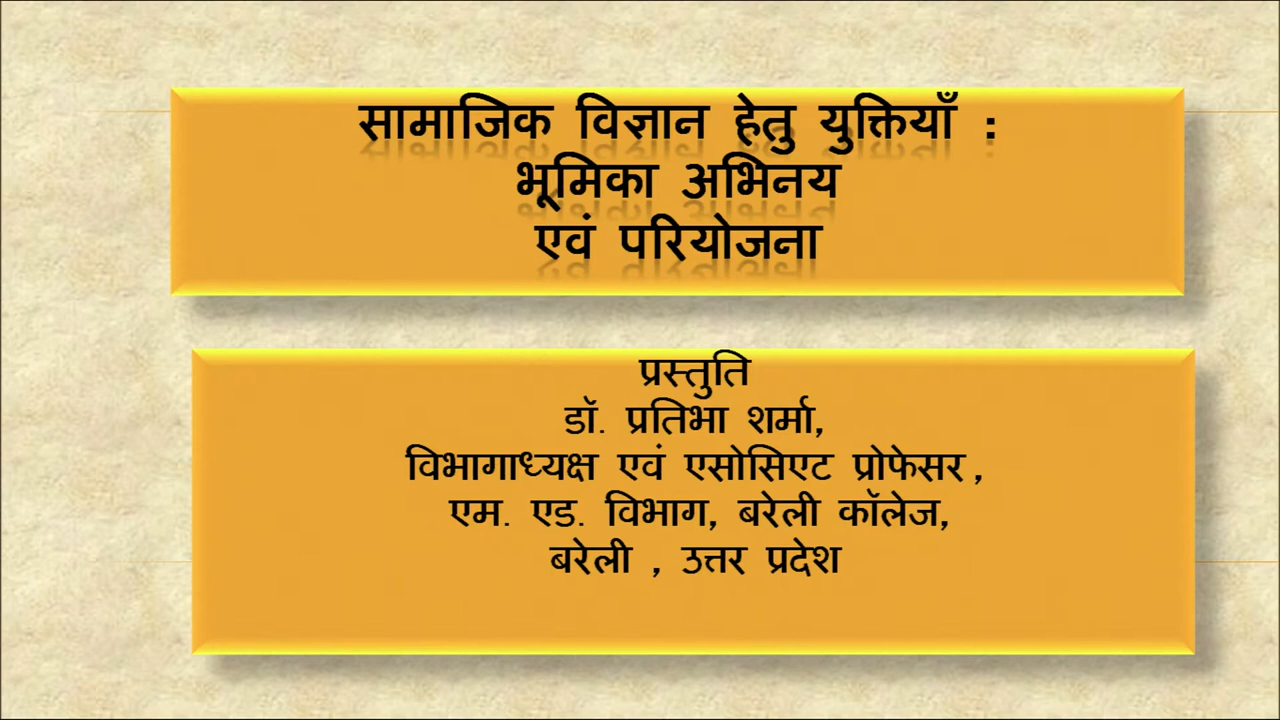 सामाजिक विज्ञान हेतु युक्तियाँ :
भूमिका अभिनय
एवं परियोजना
प्रस्तुति
डॉ. प्रतिभा शर्मा,
विभागाध्यक्ष एवं एसोसिएट प्रोफेसर ,
एम. एड. विभाग, बरेली कॉलेज,
बरेली , उत्तर प्रदेश